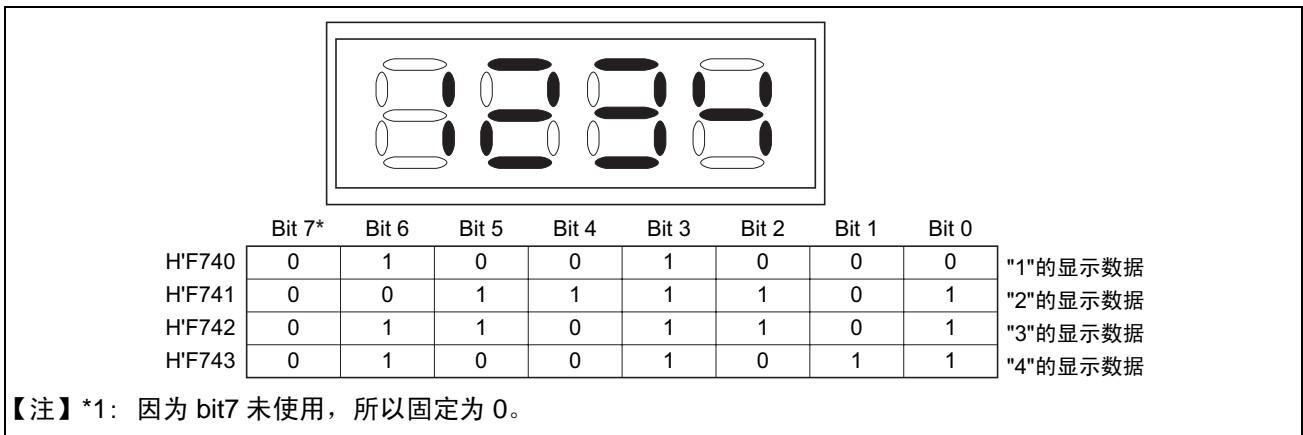 Bit 7* Bit 6 Bit 5 Bit 4 Bit 3 Bit 2 Bit 1 Bit 0
H'F740 0 1 0 0 1 0 0 0 "1"的显示数据
H'F741 0 0 1 1 1 1 0 1 "2"的显示数据
H'F742 0 1 1 0 1 1 0 1 "3"的显示数据
H'F743 0 1 0 0 1 0 1 1 "4"的显示数据
【注】*1： 因为 bit7 未使用，所以固定为 0。